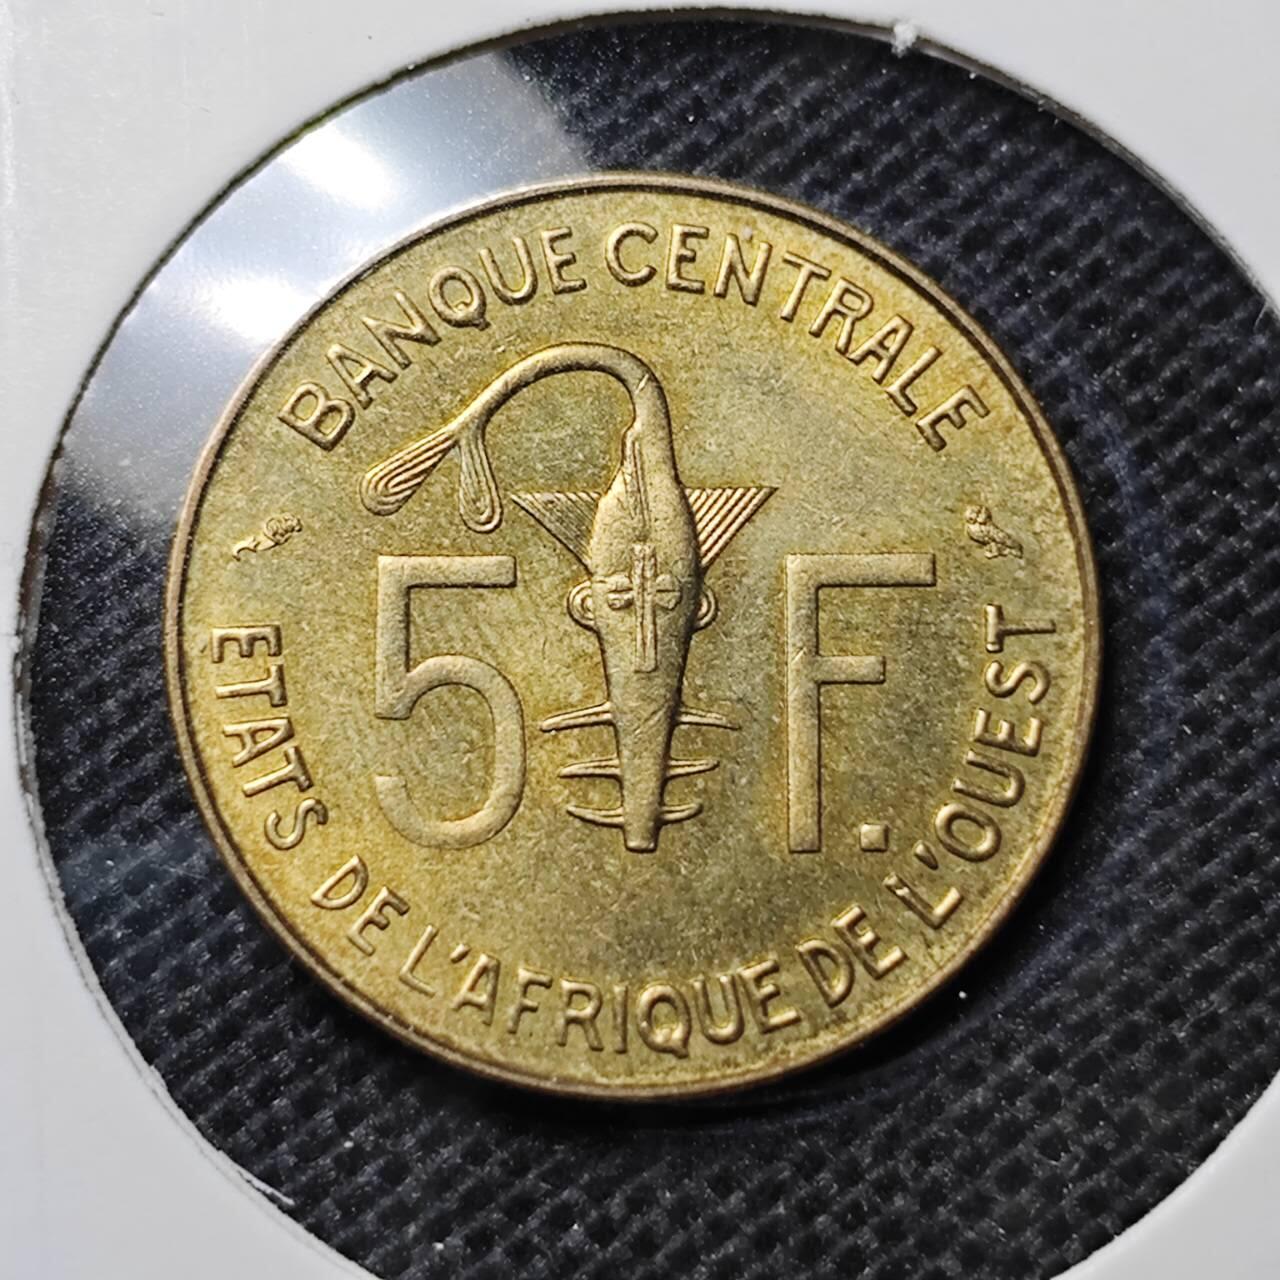 BANQUE CENTRALE
5 F.
ETATS DE L'AFRIQUE DE L'OUEST